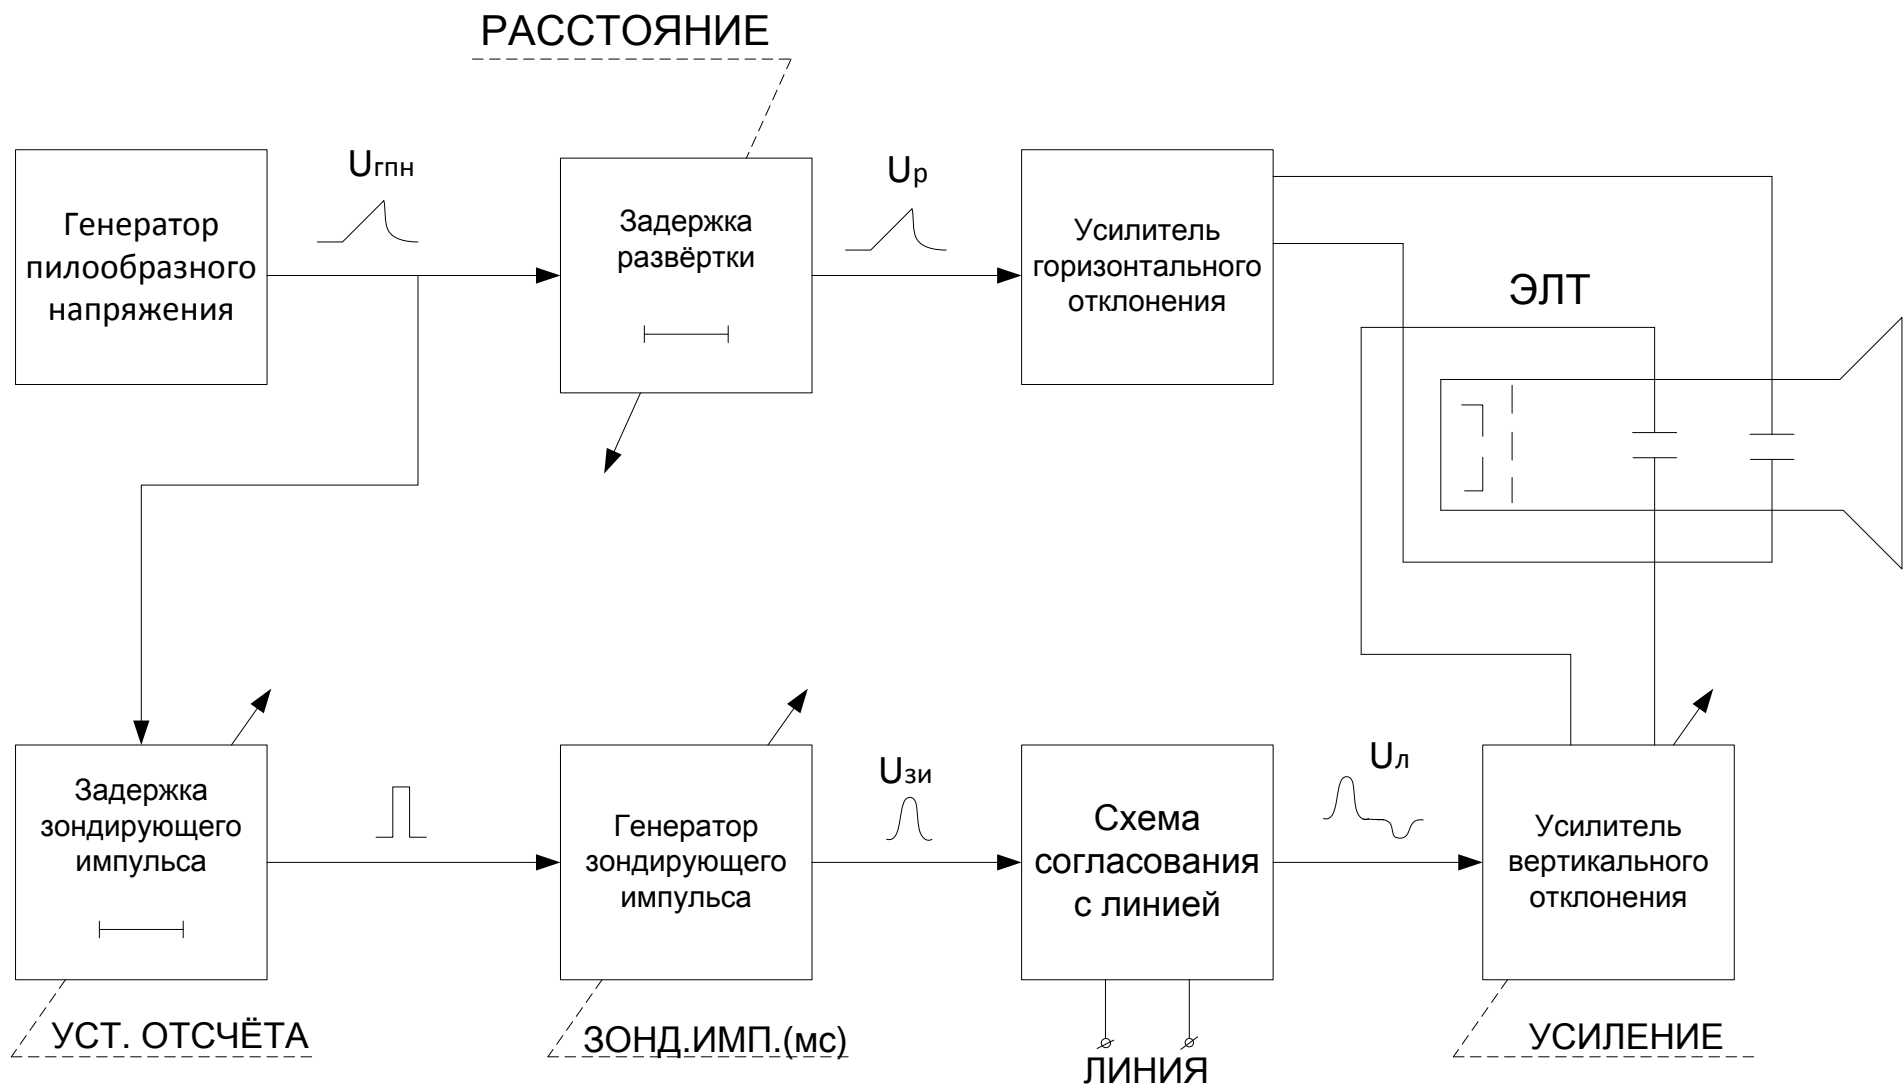 РАССТОЯНИЕ
Генератор
пилообразного
напряжения
Uгпн
Задержка
развёртки
Uр
Усилитель
горизонтального
отклонения
ЭЛТ
Задержка
зондирующего
импульса
УСТ. ОТСЧЁТА
Генератор
зондирующего
импульса
ЗОНД.ИМП.(мс)
Uзи
Схема
согласования
с линией
ЛИНИЯ
Uл
Усилитель
вертикального
отклонения
УСИЛЕНИЕ